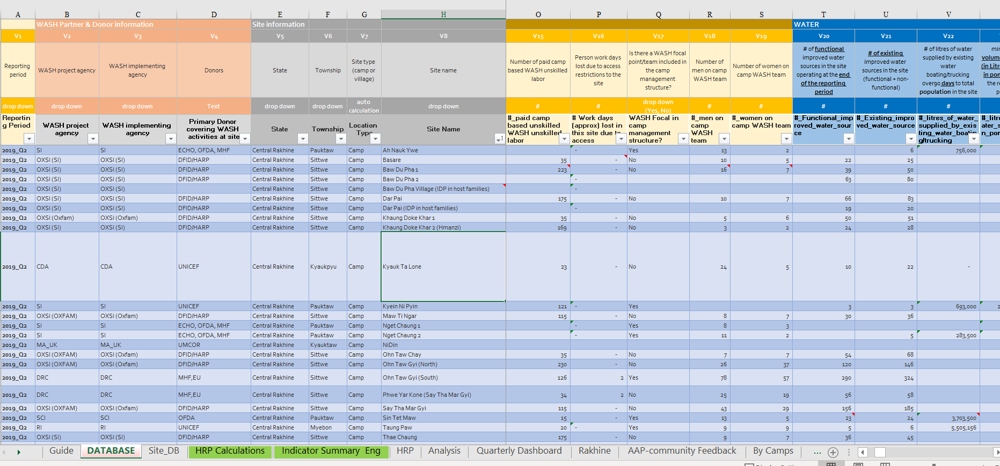 A B C D E F G H O P Q R S T U V
WASH Partner & Donor information Site information WATER
V1 V2 V3 V4 V5 V6 V7 V8 V15 V16 V17 V18 V19 V20 V21 V22
Reporting period
WASH project agency
WASH implementing agency
Donors
State
Township
Site type (camp or village)
Site name
Number of paid camp based WASH unskilled labor
Person work days lost due to access restrictions to the site
Is there a WASH focal point/team included in the camp management structure?
Number of men on camp WASH team
Number of women on camp WASH team
# of functional improved water sources in the site operating at the end of the reporting period
# of existing improved water sources in the site (functional + non-functional)
# of litres of water supplied by existing water boating/trucking overgo days to total population in the site
drop down drop down drop down Text drop down drop down auto calculation drop down # # drop down (Yes, No) # # # # #
Reporting Period
WASH project agency
WASH implementing agency
Primary Donor covering WASH activities at site
State
Township
Location Type
Site Name
#_paid camp based unskilled WASH unskilled labor
# Work days (approx) lost in this site due to access
WASH Focal in camp management structure?
#_men on camp WASH team
#_women on camp WASH team
#_Functional_improved_water_source
#_Existing_improved_water_source
#_litres_of_water_supplied_by_existing_water_boating/trucking
2019_Q2 SI SI ECHO, OFDA, MHF Central Rakhine Pauktaw Camp Ah Nauk Ywe - Yes 13 2 6 756,000
2019_Q2 OXSI (SI) OXSI (SI) DFID/HARP Central Rakhine Sittwe Camp Basare 35 - No 10 5 22 25
2019_Q2 OXSI (SI) OXSI (SI) DFID/HARP Central Rakhine Sittwe Camp Baw Du Pha 1 223 - No 16 7 39 50
2019_Q2 OXSI (SI) OXSI (SI) DFID/HARP Central Rakhine Sittwe Camp Baw Du Pha 2 - 63 80
2019_Q2 OXSI (SI) OXSI (SI) Central Rakhine Sittwe Camp Baw Du Pha Village (IDP in host families) -
2019_Q2 OXSI (SI) OXSI (SI) DFID/HARP Central Rakhine Sittwe Camp Dar Pai 175 - No 10 7 66 83
2019_Q2 OXSI (SI) OXSI (SI) DFID/HARP Central Rakhine Sittwe Camp Dar Pai (IDP in host families) - 19 20
2019_Q2 OXSI (Oxfam) OXSI (Oxfam) DFID/HARP Central Rakhine Sittwe Camp Khaung Doke Khar 1 35 - No 5 6 50 51
2019_Q2 OXSI (SI) OXSI (SI) DFID/HARP Central Rakhine Sittwe Camp Khaung Doke Khar 2 (Hmanzi) 169 - No 3 2 24 28
2019_Q2 CDA CDA UNICEF Central Rakhine Kyaukpyu Camp Kyauk Ta Lone 23 - No 24 5 10 22 -
2019_Q2 SI SI UNICEF Central Rakhine Pauktaw Camp Kyein Ni Pyin 121 - Yes 3 3 693,000 2
2019_Q2 OXSI (OXFAM) OXSI (Oxfam) DFID/HARP Central Rakhine Sittwe Camp Maw Ti Ngar 115 - No 8 7 30 36
2019_Q2 SI SI ECHO, OFDA, MHF Central Rakhine Pauktaw Camp Nget Chaung 1 - Yes 8 3
2019_Q2 SI SI ECHO, OFDA, MHF Central Rakhine Pauktaw Camp Nget Chaung 2 - Yes 11 2 5 283,500
2019_Q2 MA_UK MA_UK UMCOR Central Rakhine Kyauktaw Camp NiDin
2019_Q2 OXSI (OXFAM) OXSI (Oxfam) DFID/HARP Central Rakhine Sittwe Camp Ohn Taw Chay 35 - No 7 7 54 68
2019_Q2 OXSI (OXFAM) OXSI (Oxfam) DFID/HARP Central Rakhine Sittwe Camp Ohn Taw Gyi (North) 230 - No 26 37 120 146
2019_Q2 DRC DRC MHF,EU Central Rakhine Sittwe Camp Ohn Taw Gyi (South) 126 2 Yes 78 57 290 324
2019_Q2 DRC DRC MHF,EU Central Rakhine Sittwe Camp Phwe Yar Kone (Say Tha Mar Gyi) 34 2 No 25 19 56 58
2019_Q2 OXSI (OXFAM) OXSI (Oxfam) DFID/HARP Central Rakhine Sittwe Camp Say Tha Mar Gyi 115 - No 43 29 156 185
2019_Q2 SCI SCI OFDA Central Rakhine Pauktaw Camp Sin Tet Maw 15 - Yes 13 5 23 24 3,703,500
2019_Q2 RI RI UNICEF Central Rakhine Myebon Camp Taung Paw 20 - Yes 9 9 5 6 5,505,156
2019_Q2 OXSI (SI) OXSI (SI) DFID/HARP Central Rakhine Sittwe Camp Thae Chaung 175 - No 9 7 36 45
Guide DATABASE Site_DB HRP Calculations Indicator Summary Eng HRP Analysis Quarterly Dashboard Rakhine AAP-community Feedback By Camps ...